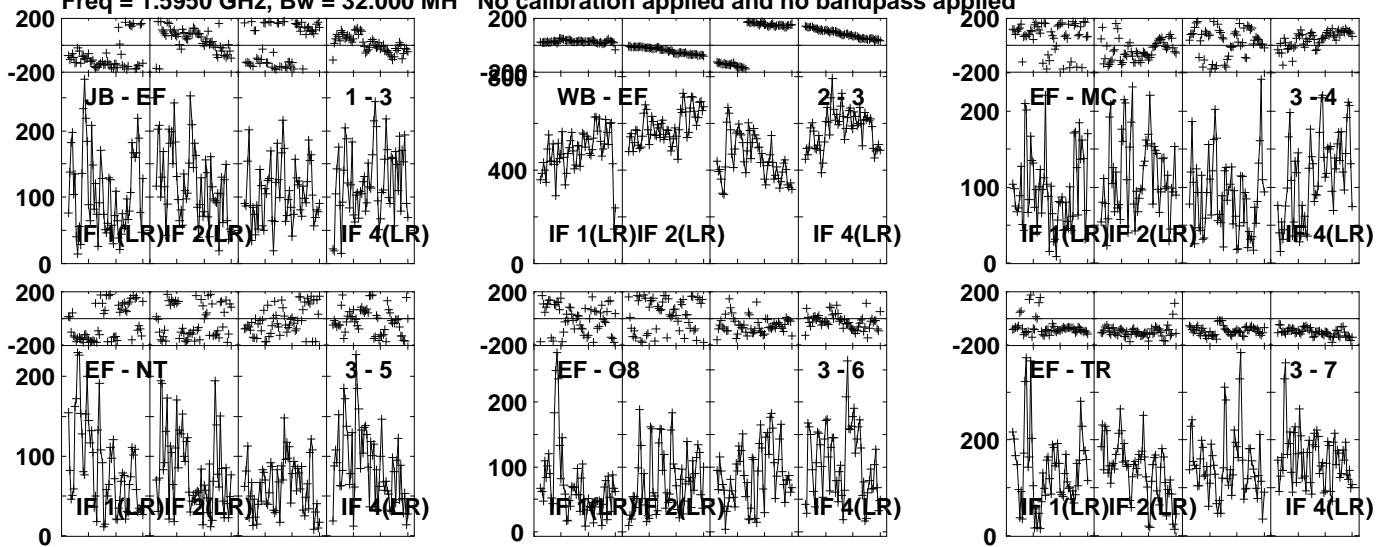 Freq = 1.5950 GHz, Bw = 32.000 MH No calibration applied and no bandpass applied
200 200 200
-200 -200 -200
800
JB - EF 1 - 3 WB - EF 2 - 3 EF - MC 3 - 4
200 200
400
100 100
IF 1(LR) IF 2(LR) IF 4(LR) IF 1(LR) IF 2(LR) IF 4(LR) IF 1(LR) IF 2(LR) IF 4(LR)
0 0 0
200 200 200
-200 -200 -200
EF - NT 3 - 5 EF - O8 3 - 6 EF - TR 3 - 7
200 200
200
100 100
IF 1(LR) IF 2(LR) IF 4(LR) IF 1(LR) IF 2(LR) IF 4(LR) IF 1(LR) IF 2(LR) IF 4(LR)
0 0 0